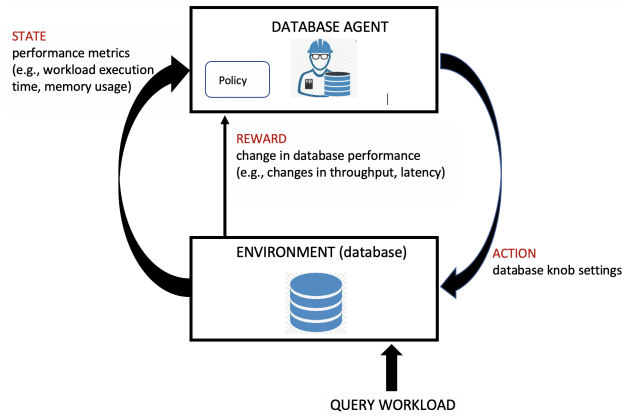 DATABASE AGENT
STATE
performance metrics
(e.g., workload execution
time, memory usage)
Policy
REWARD
change in database performance
(e.g., changes in throughput, latency)
ENVIRONMENT (database)
ACTION
database knob settings
QUERY WORKLOAD